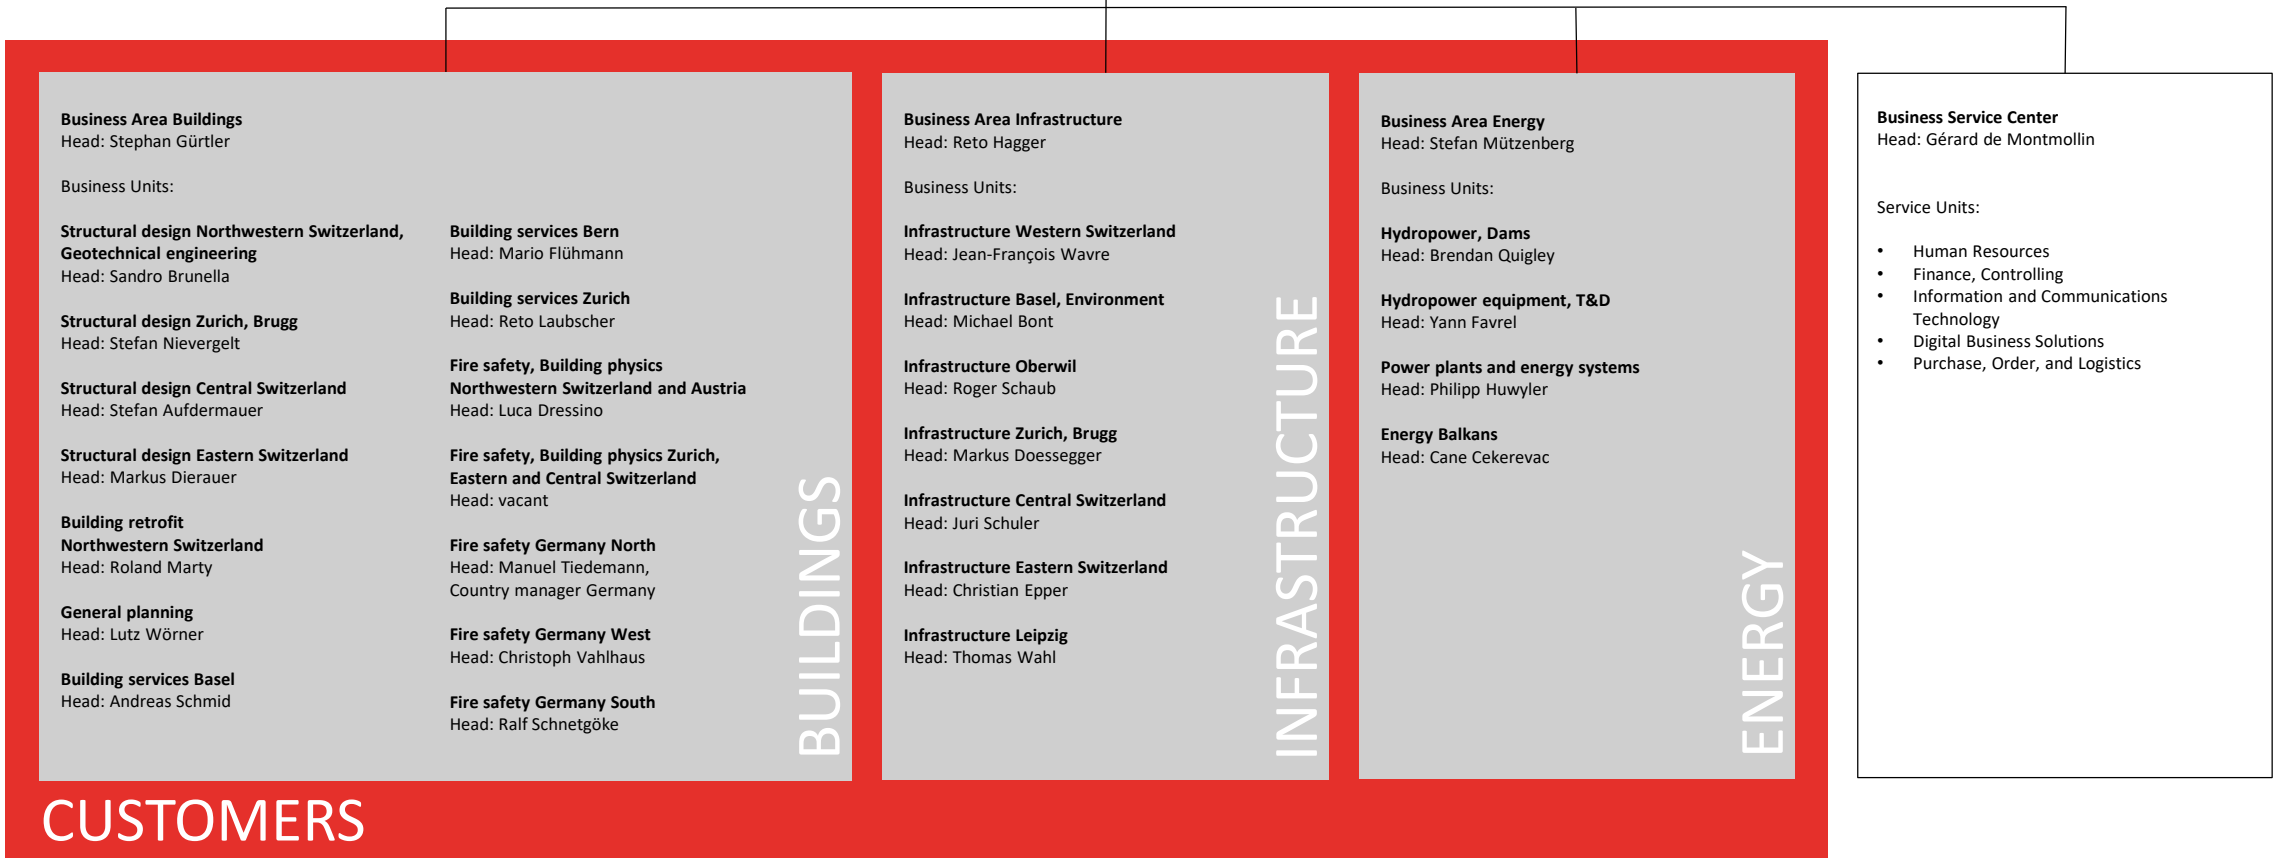 Business Area Buildings
Head: Stephan Gürtler
Business Units:
Structural design Northwestern Switzerland,
Geotechnical engineering
Head: Sandro Brunella
Structural design Zurich, Brugg
Head: Stefan Nievergelt
Structural design Central Switzerland
Head: Stefan Aufdermauer
Structural design Eastern Switzerland
Head: Markus Dierauer
Building retrofit
Northwestern Switzerland
Head: Roland Marty
General planning
Head: Lutz Wörner
Building services Basel
Head: Andreas Schmid
Building services Bern
Head: Mario Flühmann
Building services Zurich
Head: Reto Laubscher
Fire safety, Building physics
Northwestern Switzerland and Austria
Head: Luca Dressino
Fire safety, Building physics Zurich,
Eastern and Central Switzerland
Head: vacant
Fire safety Germany North
Head: Manuel Tiedemann,
Country manager Germany
Fire safety Germany West
Head: Christoph Vahlhaus
Fire safety Germany South
Head: Ralf Schnetgöke
BUILDINGS
Business Area Infrastructure
Head: Reto Hagger
Business Units:
Infrastructure Western Switzerland
Head: Jean-François Wavre
Infrastructure Basel, Environment
Head: Michael Bont
Infrastructure Oberwil
Head: Roger Schaub
Infrastructure Zurich, Brugg
Head: Markus Doessegger
Infrastructure Central Switzerland
Head: Juri Schuler
Infrastructure Eastern Switzerland
Head: Christian Epper
Infrastructure Leipzig
Head: Thomas Wahl
INFRASTRUCTURE
Business Area Energy
Head: Stefan Mützenberg
Business Units:
Hydropower, Dams
Head: Brendan Quigley
Hydropower equipment, T&D
Head: Yann Favrel
Power plants and energy systems
Head: Philipp Huwyler
Energy Balkans
Head: Cane Cekerevac
ENERGY
CUSTOMERS
Business Service Center
Head: Gérard de Montmollin
Service Units:
• Human Resources
• Finance, Controlling
• Information and Communications
Technology
• Digital Business Solutions
• Purchase, Order, and Logistics